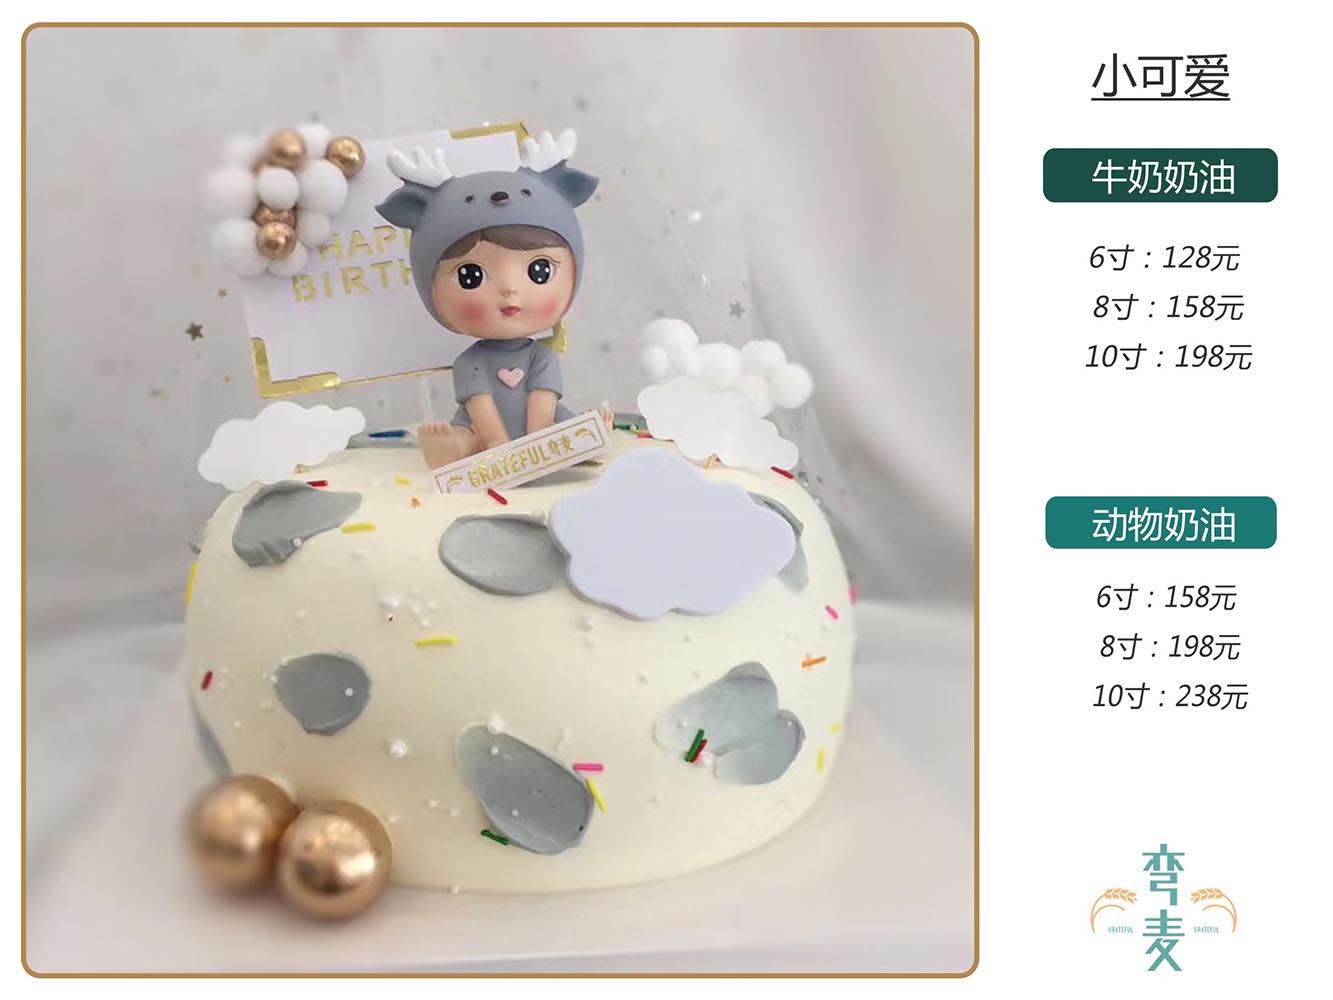 HAPP
BIRTH
GRATEFUL弯麦
小可爱
牛奶奶油
6寸：128元
8寸：158元
10寸：198元
动物奶油
6寸：158元
8寸：198元
10寸：238元
弯麦
GRATEFUL GRATEFUL